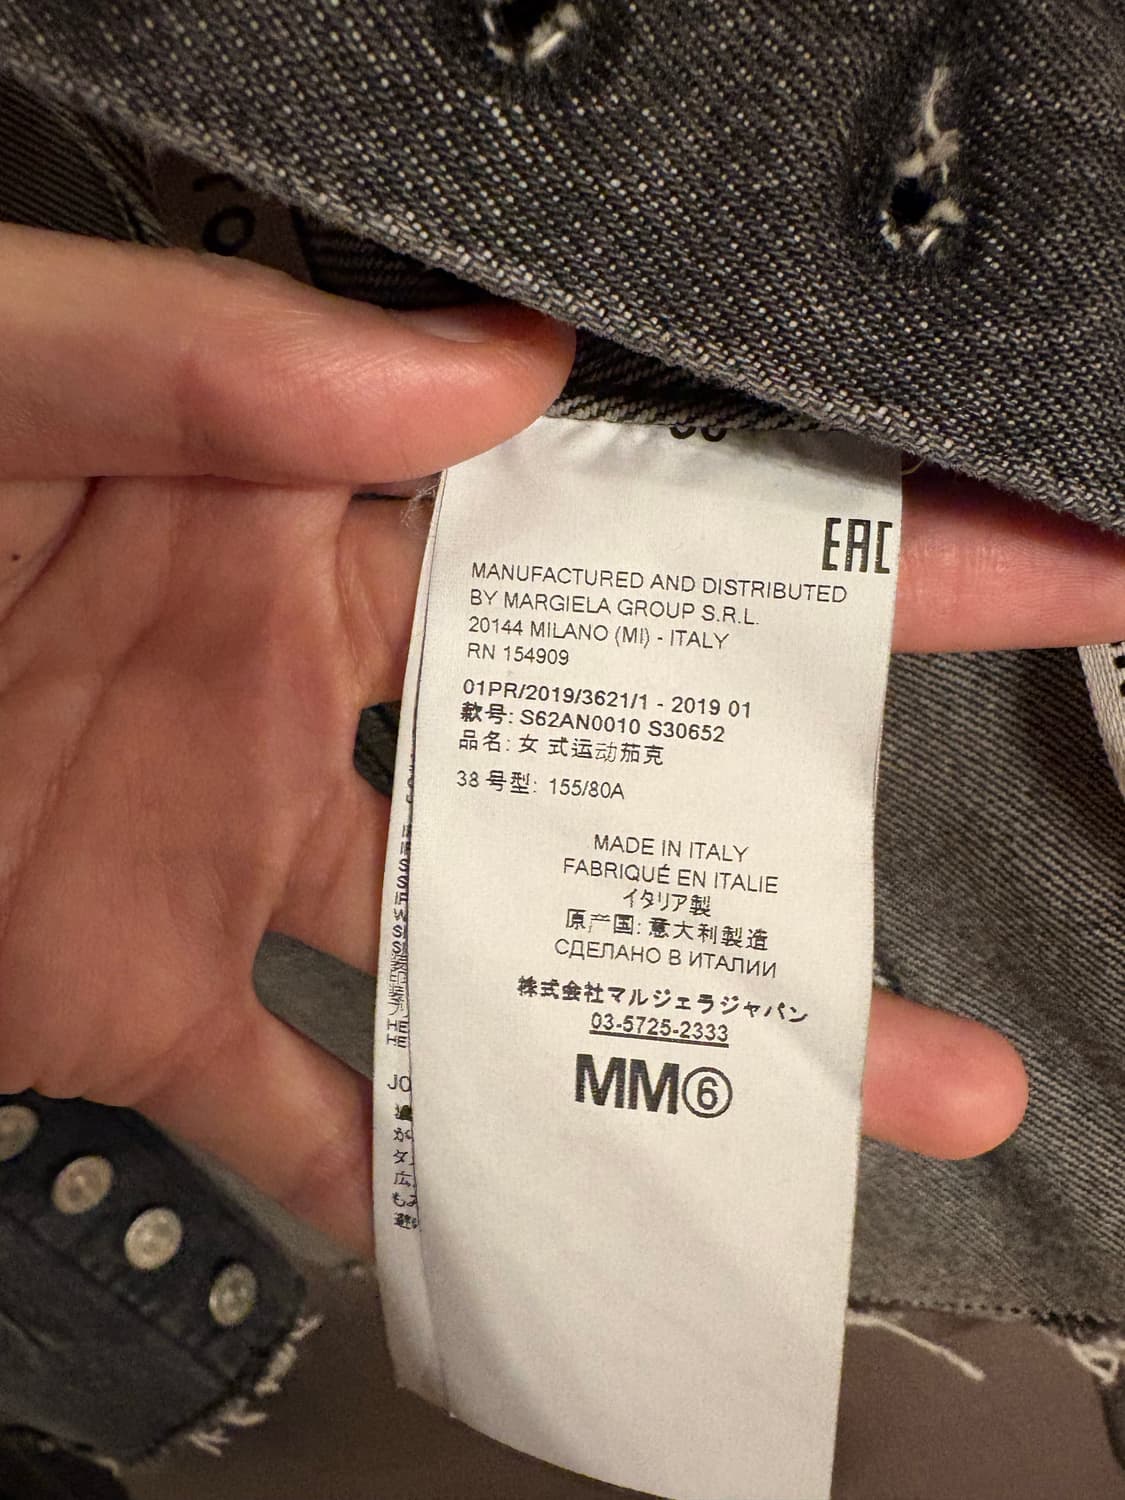 EAC
MANUFACTURED AND DISTRIBUTED
BY MARGIELA GROUP S.R.L.
20144 MILANO (MI) - ITALY
RN 154909
01PR/2019/3621/1 - 2019 01
款号: S62AN0010 S30652
品名: 女 式运动茄克
38 号型: 155/80A
MADE IN ITALY
FABRIQUÉ EN ITALIE
イタリア製
原产国: 意大利製造
СДЕЛАНО В ИТАЛИИ
株式会社マルジェラジャパン
03-5725-2333
MM⑥